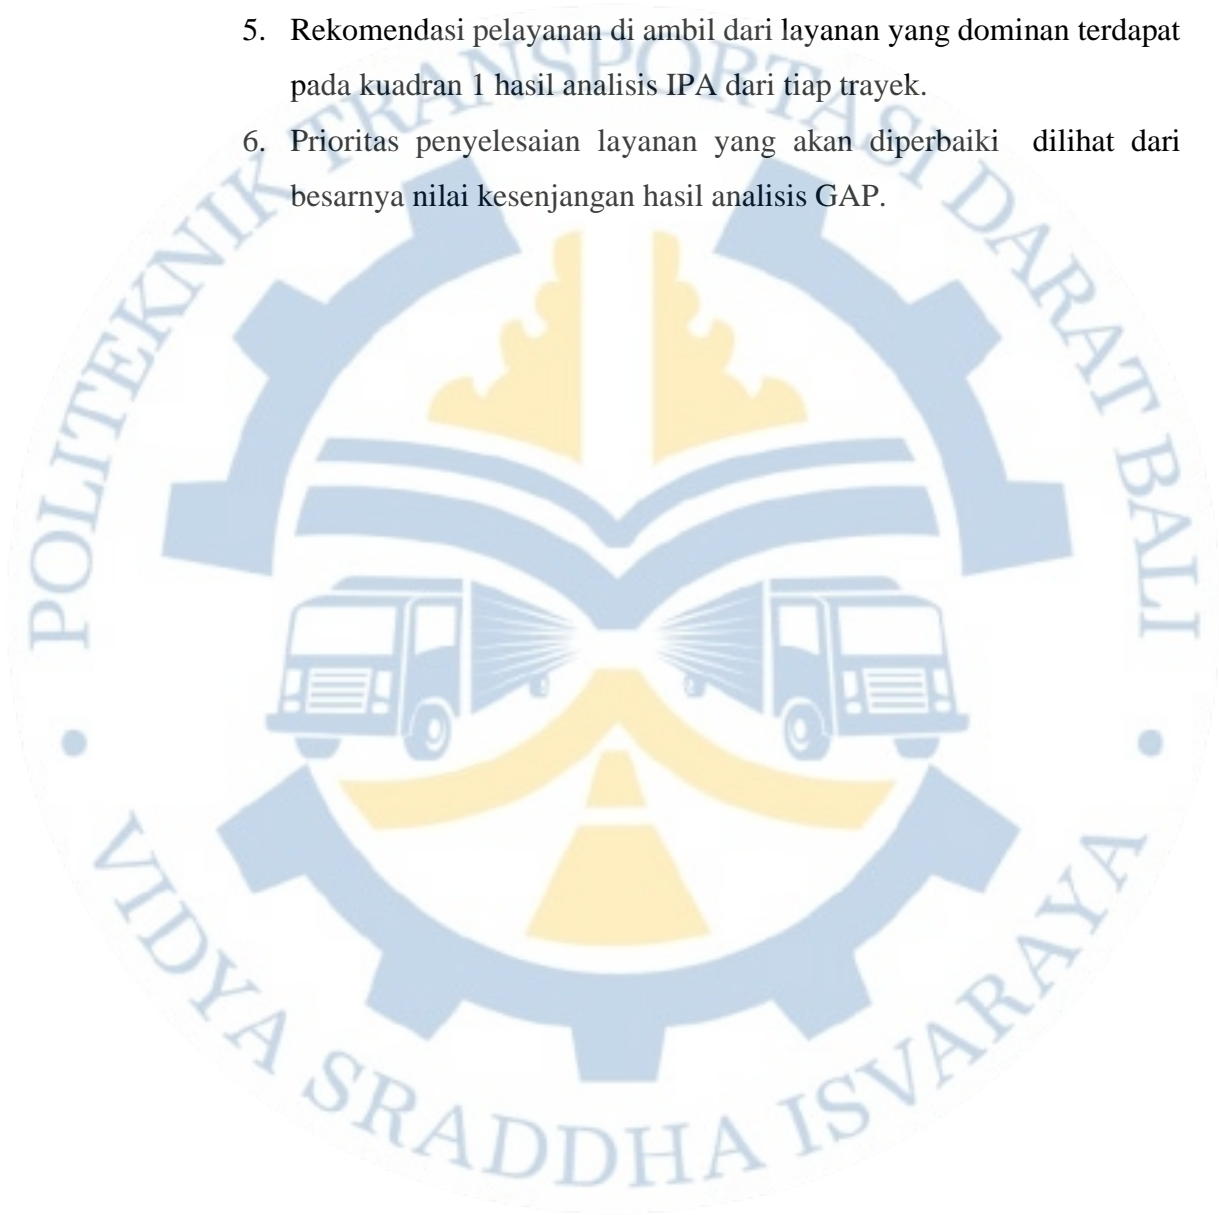 5. Rekomendasi pelayanan di ambil dari layanan yang dominan terdapat
pada kuadran 1 hasil analisis IPA dari tiap trayek.
6. Prioritas penyelesaian layanan yang akan diperbaiki dilihat dari
besarnya nilai kesenjangan hasil analisis GAP.
POLITEKNIK TRANSPORTASI DARAT BALI
VIDYA SRADDHA ISVARAYA